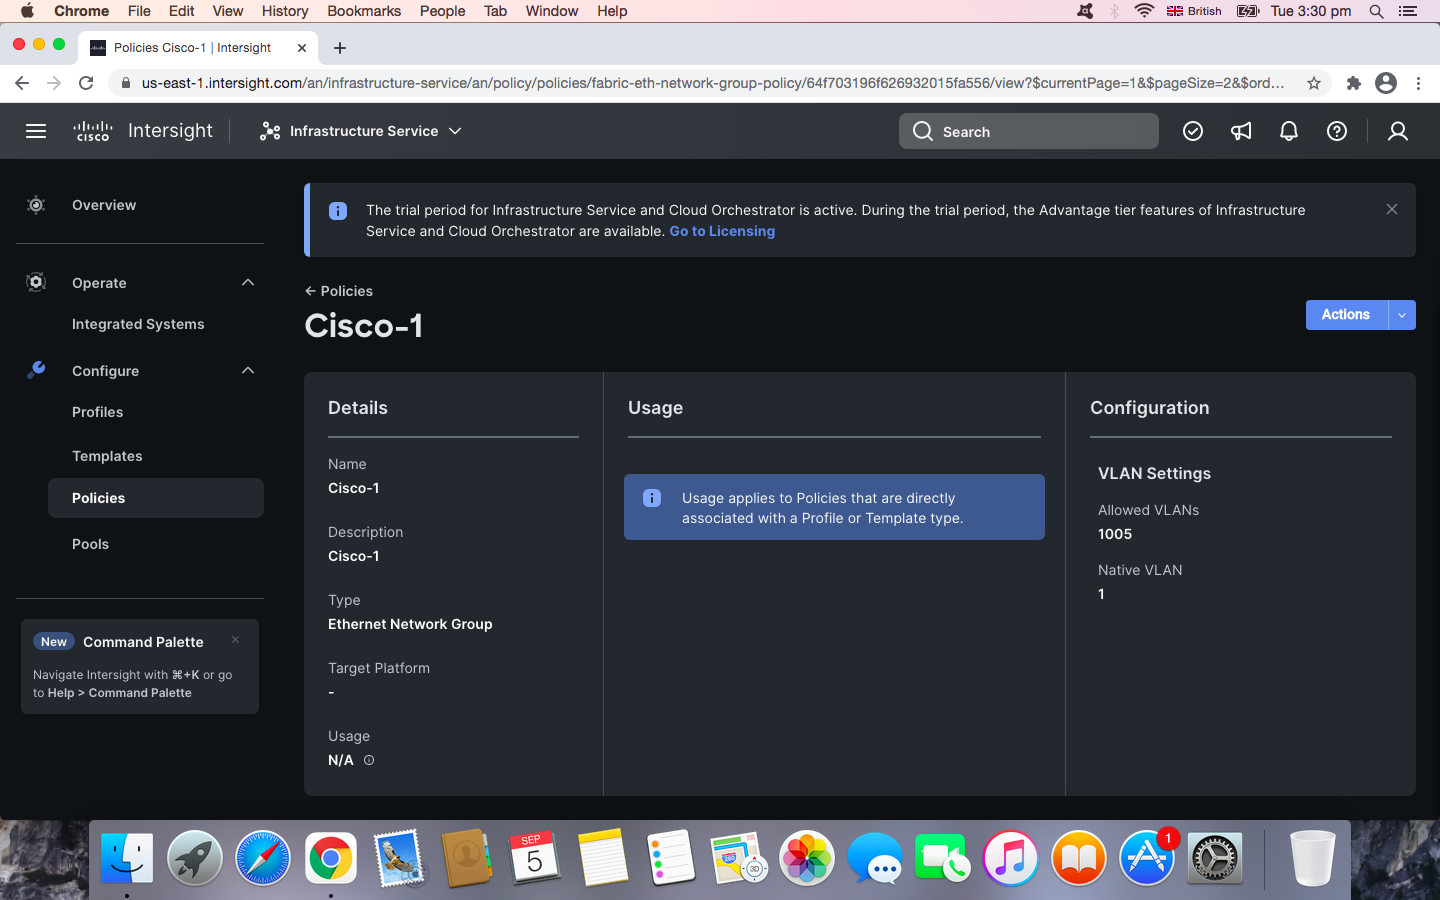 Chrome File Edit View History Bookmarks People Tab Window Help British Tue 3:30 pm
Policies Cisco-1 | Intersight
us-east-1.intersight.com/an/infrastructure-service/an/policy/policies/fabric-eth-network-group-policy/64f703196f626932015fa556/view?$currentPage=1&$pageSize=2&$ord...
CISCO Intersight Infrastructure Service Search
Overview
Operate
Integrated Systems
Configure
Profiles
Templates
Policies
Pools
New Command Palette
Navigate Intersight with ⌘+K or go
to Help > Command Palette
The trial period for Infrastructure Service and Cloud Orchestrator is active. During the trial period, the Advantage tier features of Infrastructure
Service and Cloud Orchestrator are available. Go to Licensing
← Policies
Cisco-1
Actions
Details
Name
Cisco-1
Description
Cisco-1
Type
Ethernet Network Group
Target Platform
-
Usage
N/A
Usage
Usage applies to Policies that are directly
associated with a Profile or Template type.
Configuration
VLAN Settings
Allowed VLANs
1005
Native VLAN
1
SEP
5
280
3D
1